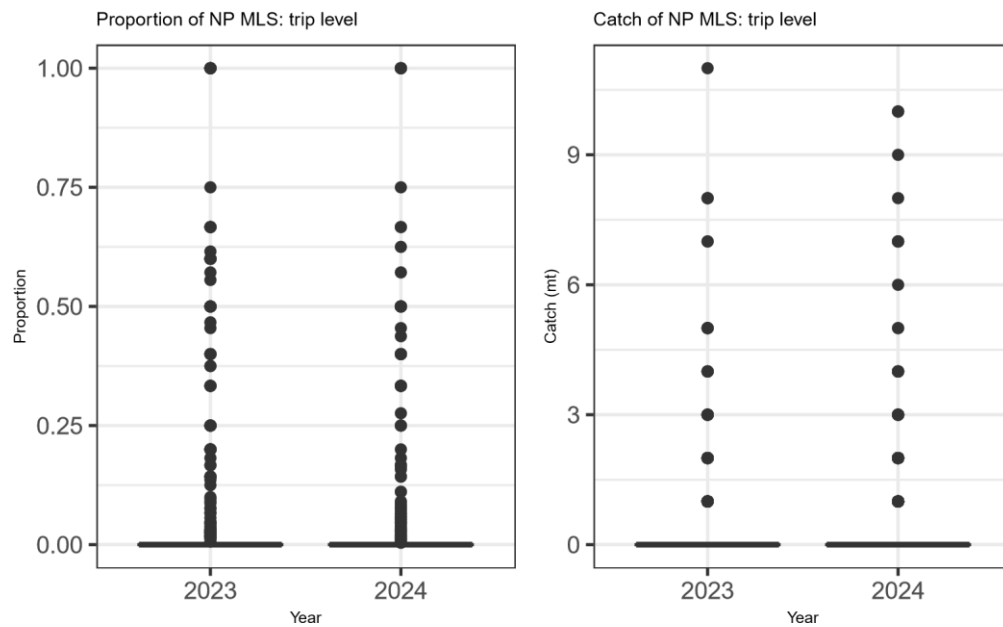 Proportion of NP MLS: trip level
1.00
0.75
0.50
0.25
0.00
Proportion
2023 2024
Year
Catch of NP MLS: trip level
9
6
3
0
Catch (mt)
2023 2024
Year